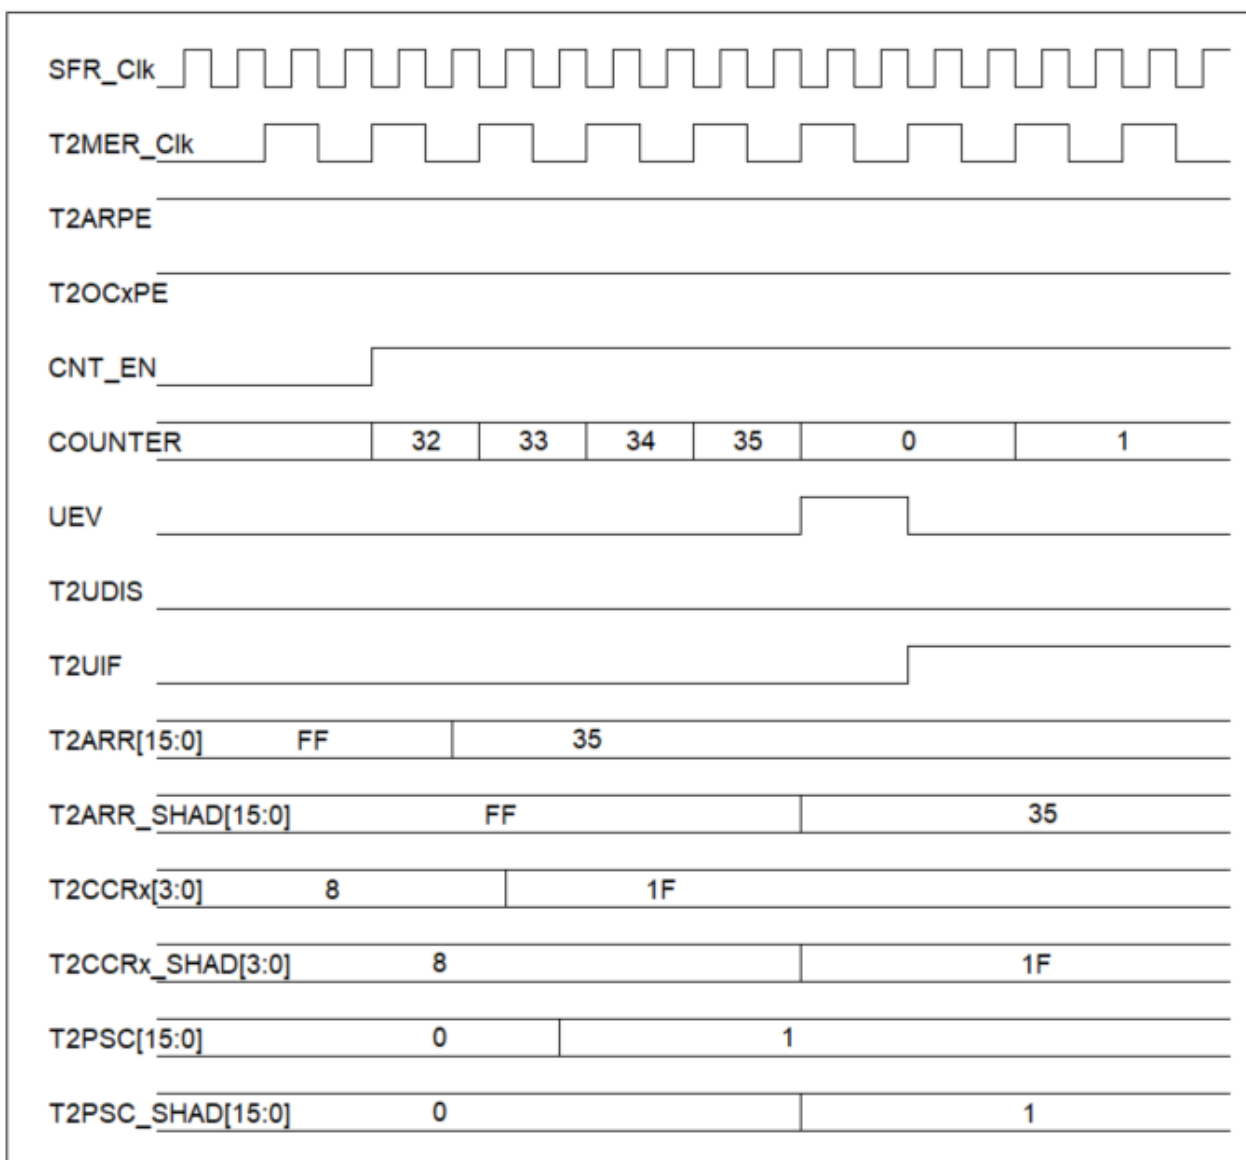 SFR_Clk
T2MER_Clk
T2ARPE
T2OCxPE
CNT_EN
COUNTER 32 33 34 35 0 1
UEV
T2UDIS
T2UIF
T2ARR[15:0] FF 35
T2ARR_SHAD[15:0] FF 35
T2CCRx[3:0] 8 1F
T2CCRx_SHAD[3:0] 8 1F
T2PSC[15:0] 0 1
T2PSC_SHAD[15:0] 0 1